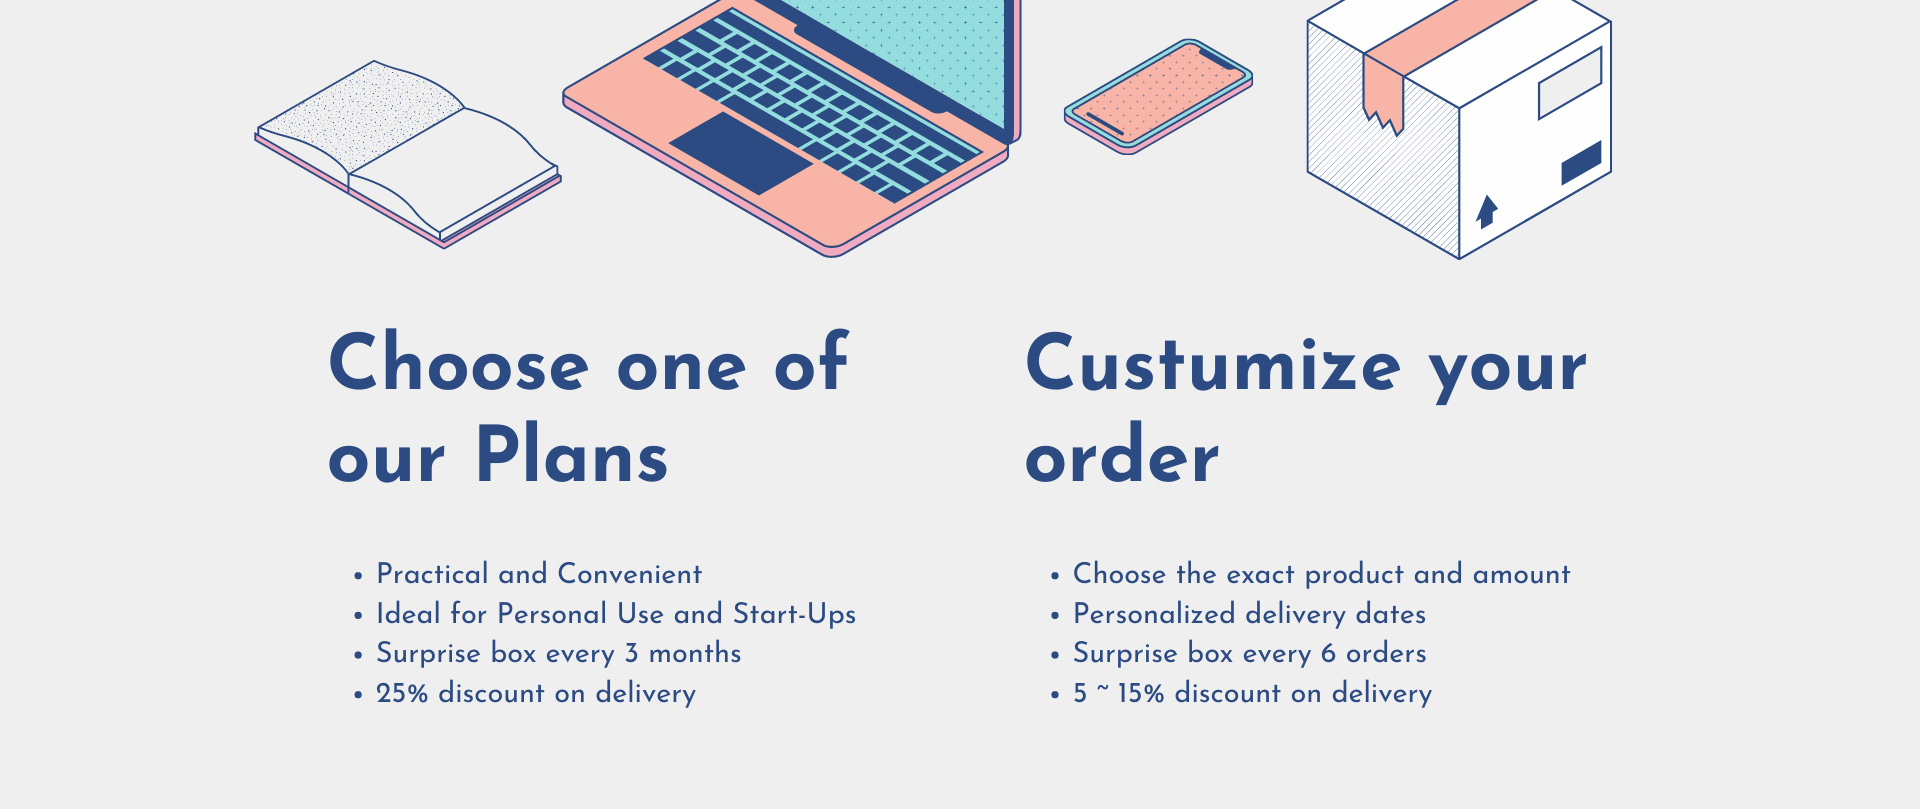 Choose one of
our Plans
• Practical and Convenient
• Ideal for Personal Use and Start-Ups
• Surprise box every 3 months
• 25% discount on delivery
Custumize your
order
• Choose the exact product and amount
• Personalized delivery dates
• Surprise box every 6 orders
• 5 ~ 15% discount on delivery